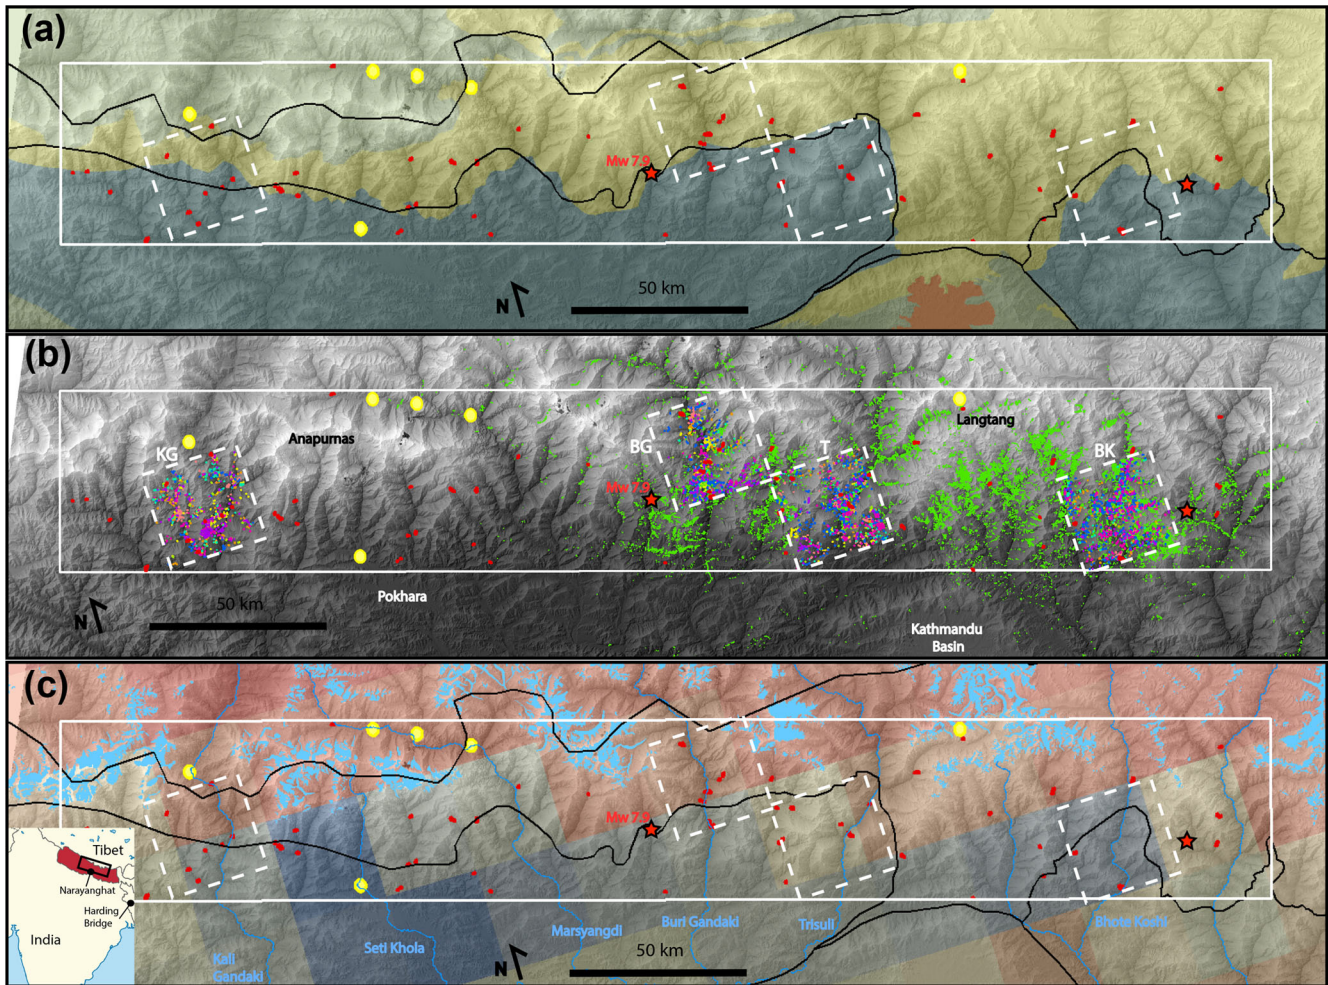 (a)
Mw 7.9
N
50 km
(b)
Anapurnas
KG
BG
T
Langtang
BK
Mw 7.9
N
50 km
Pokhara
Kathmandu
Basin
(c)
Mw 7.9
Tibet
Narayanghat
Harding
Bridge
India
Kali
Gandaki
Seti Khola
Marsyangdi
Buri Gandaki
Trisuli
Bhote Koshi
N
50 km